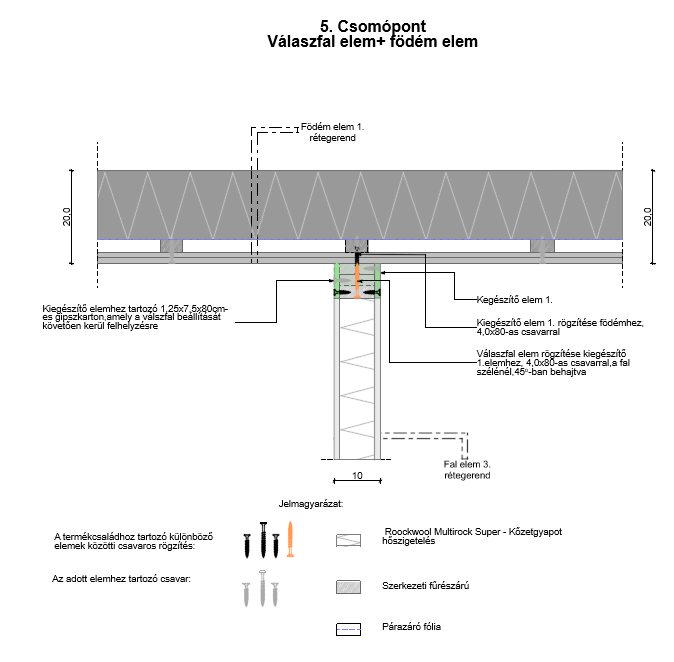 5. Csomópont
Válaszfal elem+ födém elem
Födém elem 1.
rétegerend
20,0
20,0
Kiegészítő elemhez tartozó 1,25x7,5x80cm-
es gipszkarton,amely a válszfal beállítását
követően kerül felhelyzésre
Kegészítő elem 1.
Kiegészítő elem 1. rögzítése födémhez,
4,0x80-as csavarral
Válaszfal elem rögzítése kiegészítő
1.elemhez, 4,0x80-as csavarral,a fal
szélénél,45°-ban behajtva
Fal elem 3.
rétegerend
10
Jelmagyarázat:
A termékcsaládhoz tartozó különböző
elemek közötti csavaros rögzítés:
Roockwool Multirock Super - Kőzetgyapot
hőszigetelés
Az adott elemhez tartozó csavar:
Szerkezeti fűrészárú
Párazáró fólia